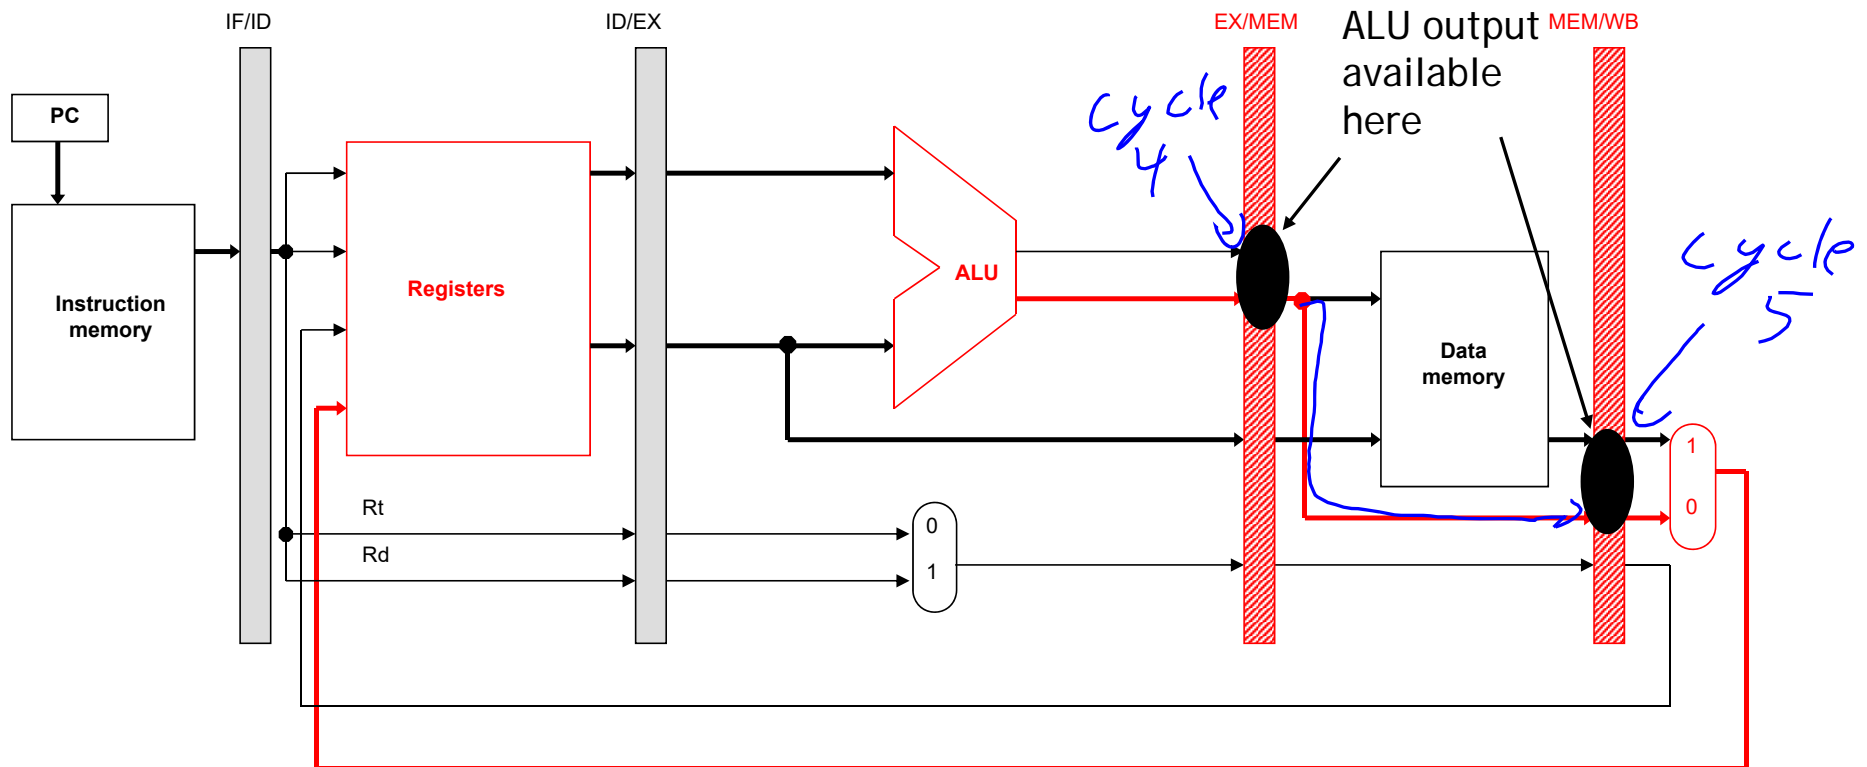 IF/ID
ID/EX
EX/MEM
ALU output
available
here
MEM/WB
PC
Cycle
4
Cycle
5
Instruction
memory
Registers
ALU
Data
memory
1
0
Rt
Rd
0
1